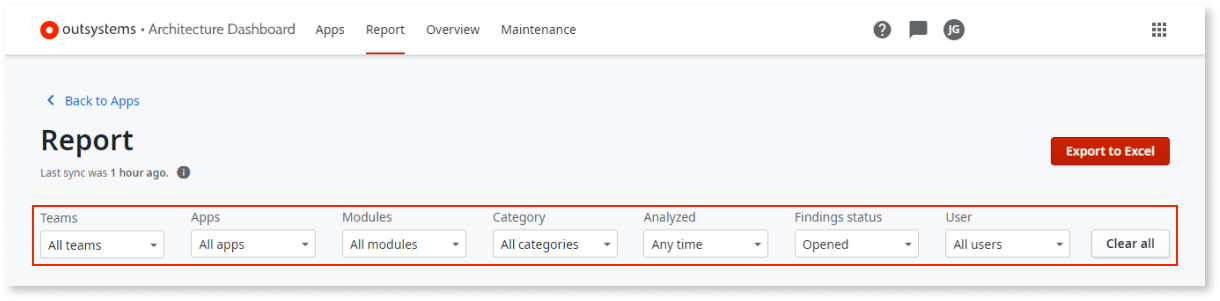 outsystems • Architecture Dashboard Apps Report Overview Maintenance JG
Back to Apps
Report
Export to Excel
Last sync was 1 hour ago.
Teams Apps Modules Category Analyzed Findings status User
All teams All apps All modules All categories Any time Opened All users Clear all